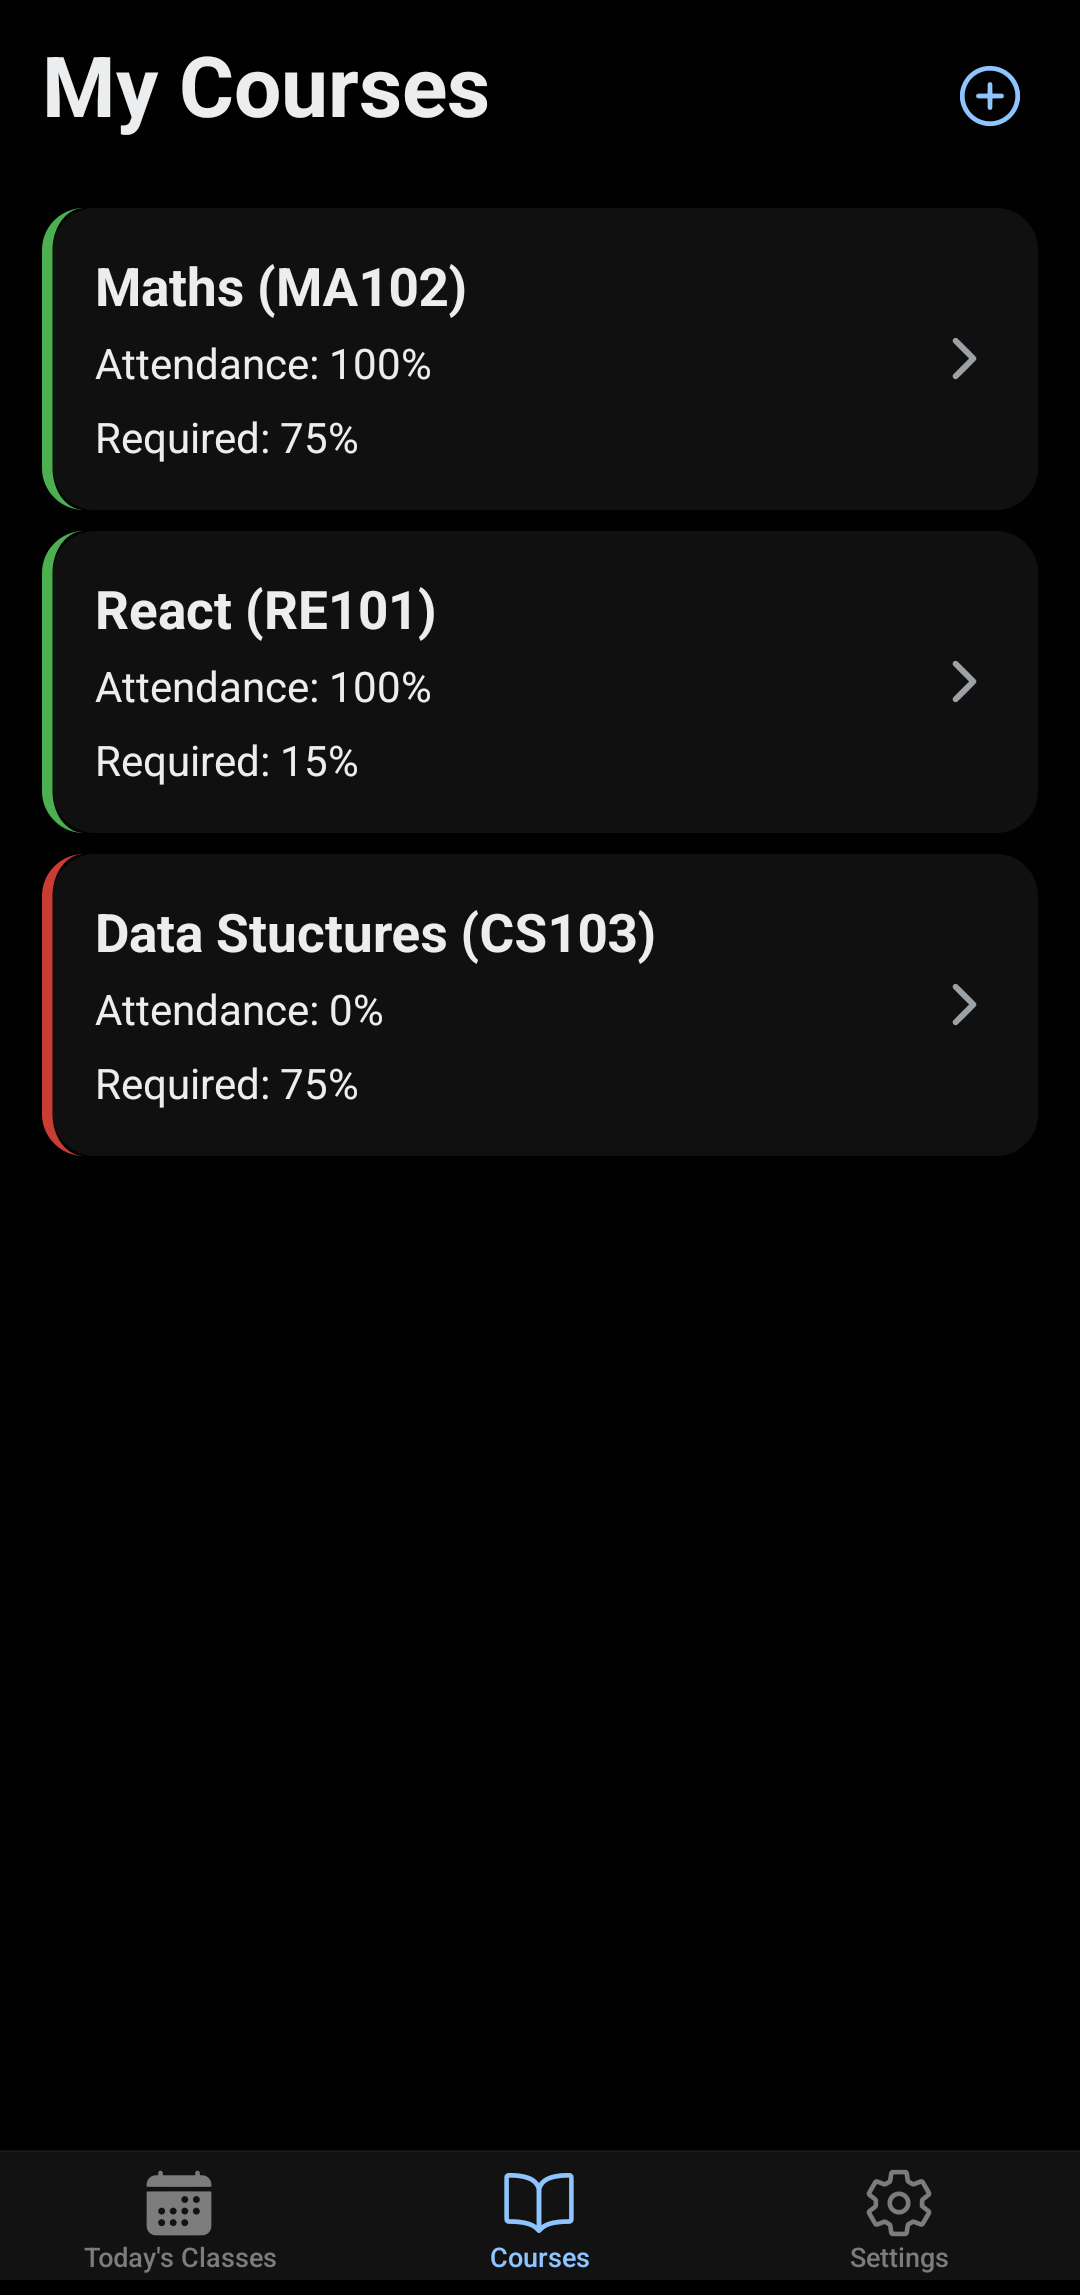 My Courses
Maths (MA102)
Attendance: 100%
Required: 75%
React (RE101)
Attendance: 100%
Required: 15%
Data Stuctures (CS103)
Attendance: 0%
Required: 75%
Today's Classes
Courses
Settings